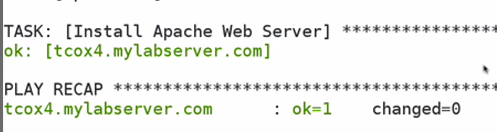 TASK: [Install Apache Web Server] ****************
ok: [tcox4.mylabserver.com]
PLAY RECAP ***************************************
tcox4.mylabserver.com : ok=1 changed=0